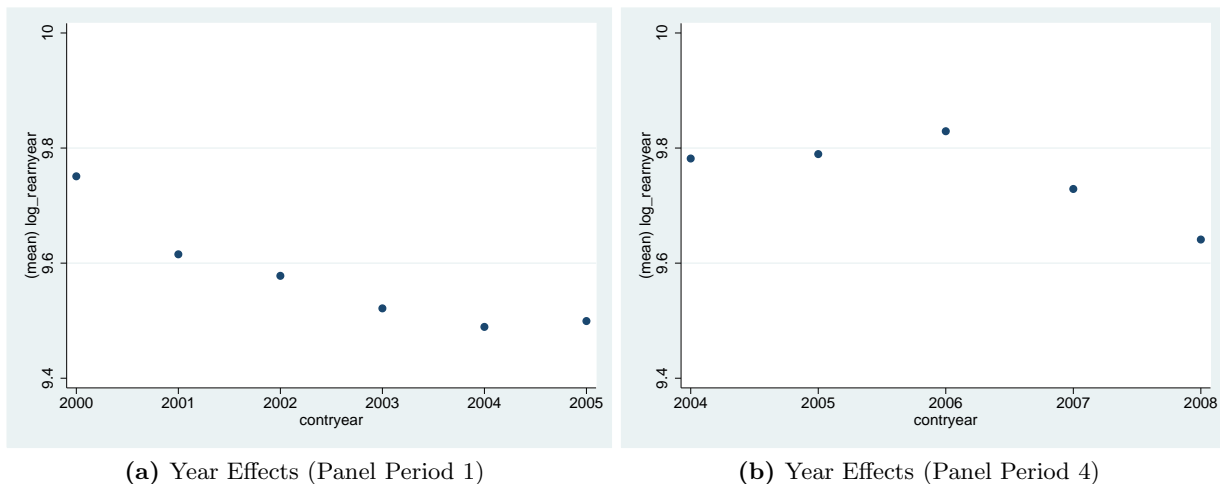 10
9.8
9.6
9.4
(mean) log_rearnyear
2000 2001 2002 2003 2004 2005
contryear
(a) Year Effects (Panel Period 1)
10
9.8
9.6
9.4
(mean) log_rearnyear
2004 2005 2006 2007 2008
contryear
(b) Year Effects (Panel Period 4)